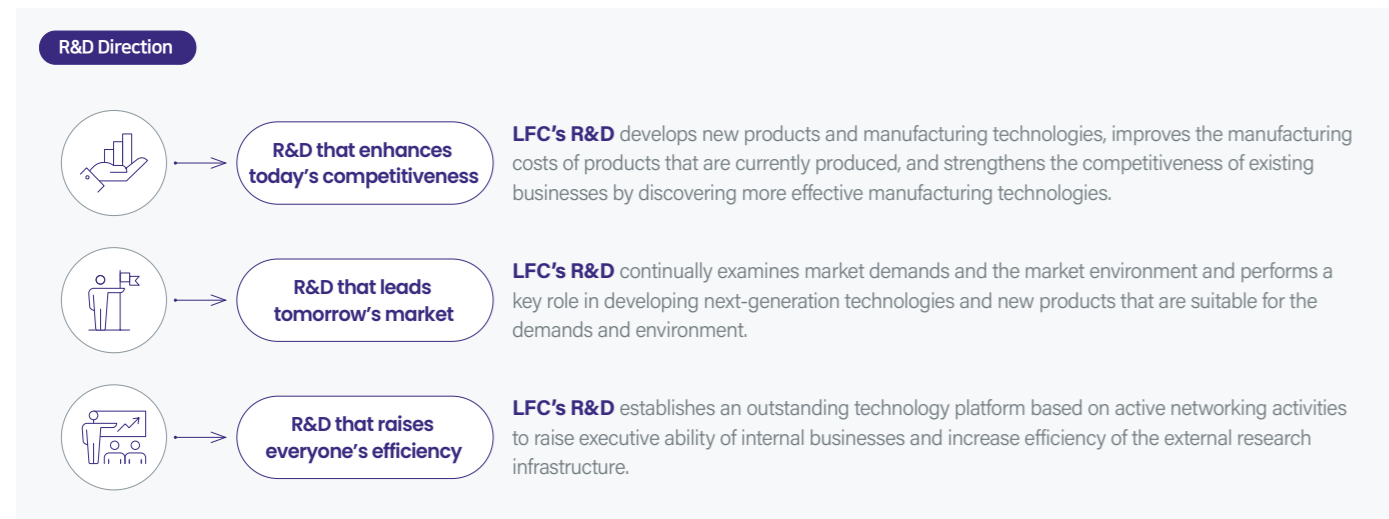 R&D Direction
R&D that enhances
today's competitiveness
LFC's R&D develops new products and manufacturing technologies, improves the manufacturing
costs of products that are currently produced, and strengthens the competitiveness of existing
businesses by discovering more effective manufacturing technologies.
R&D that leads
tomorrow's market
LFC's R&D continually examines market demands and the market environment and performs a
key role in developing next-generation technologies and new products that are suitable for the
demands and environment.
R&D that raises
everyone's efficiency
LFC's R&D establishes an outstanding technology platform based on active networking activities
to raise executive ability of internal businesses and increase efficiency of the external research
infrastructure.